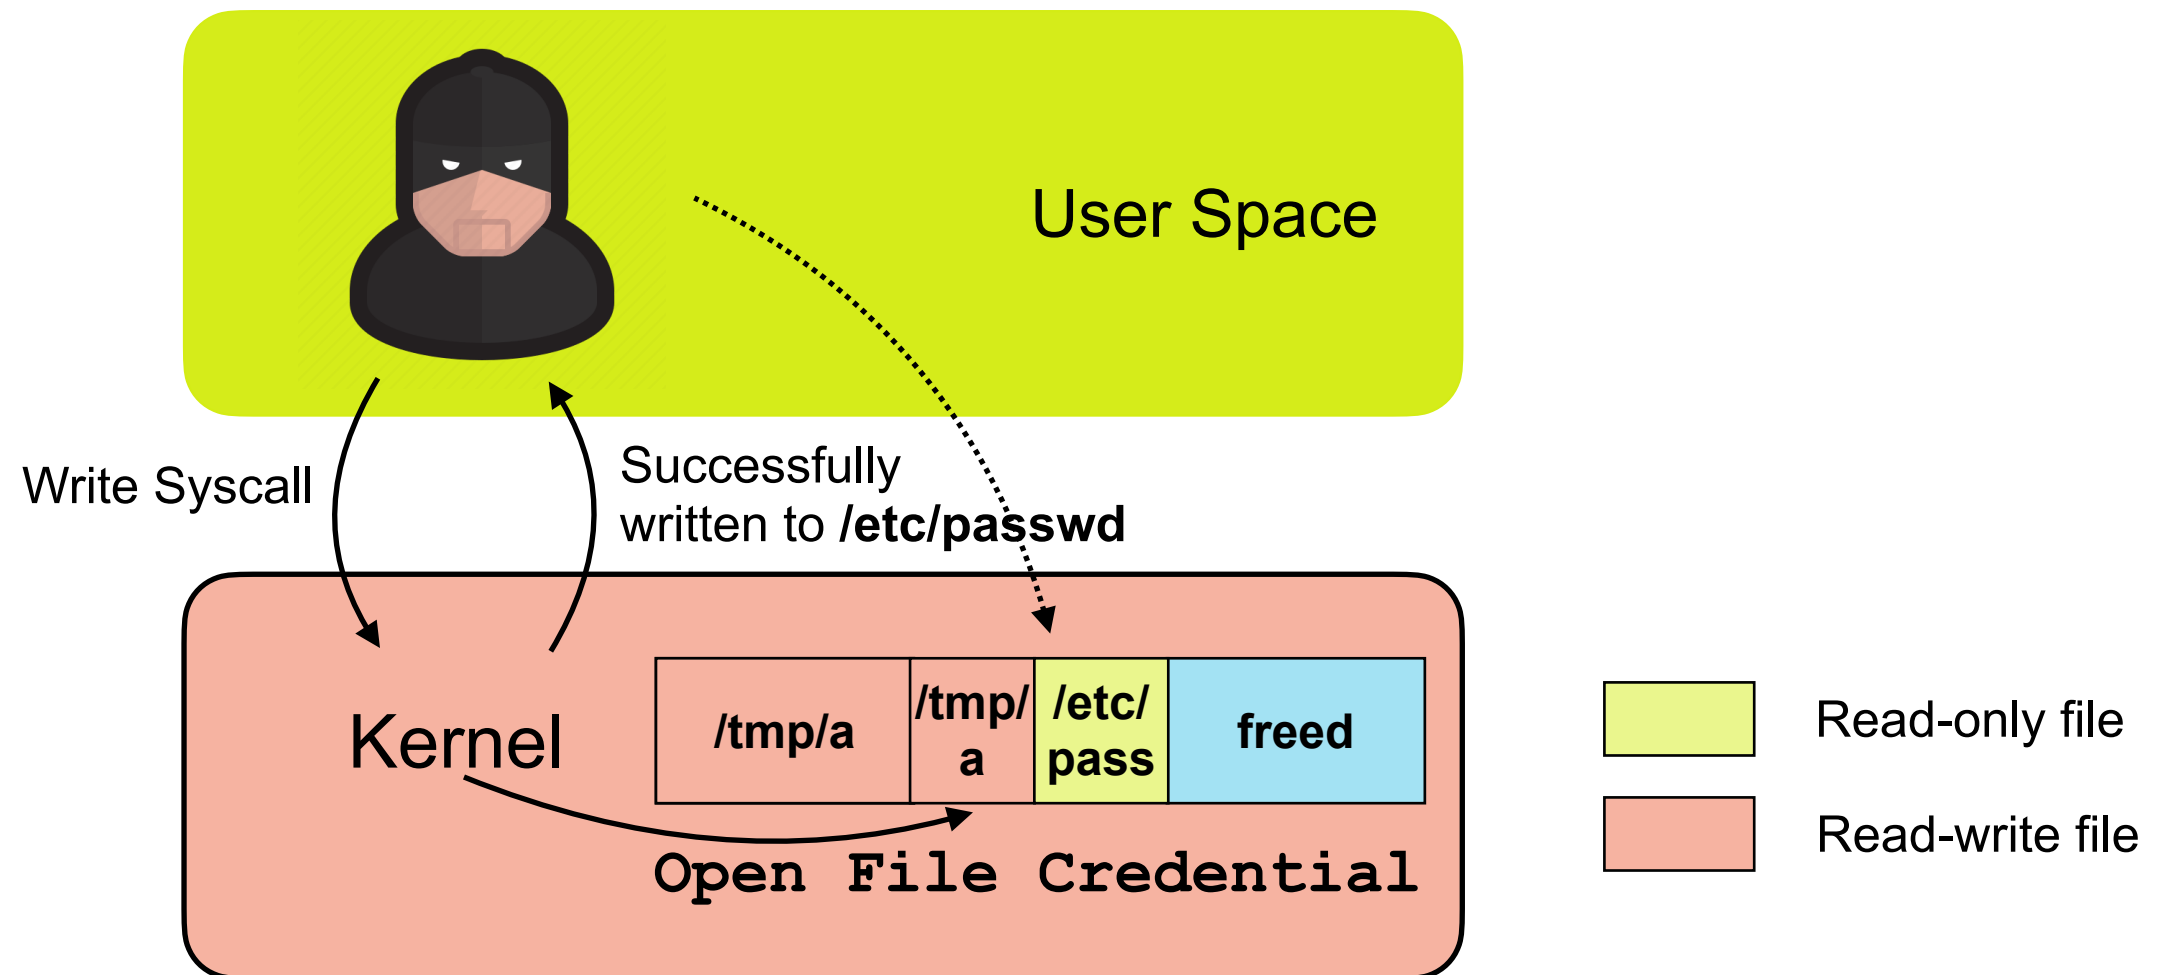 User Space
Write Syscall
Successfully
written to /etc/passwd
Kernel
/tmp/a
/tmp/
a
/etc/
pass
freed
Open File Credential
Read-only file
Read-write file